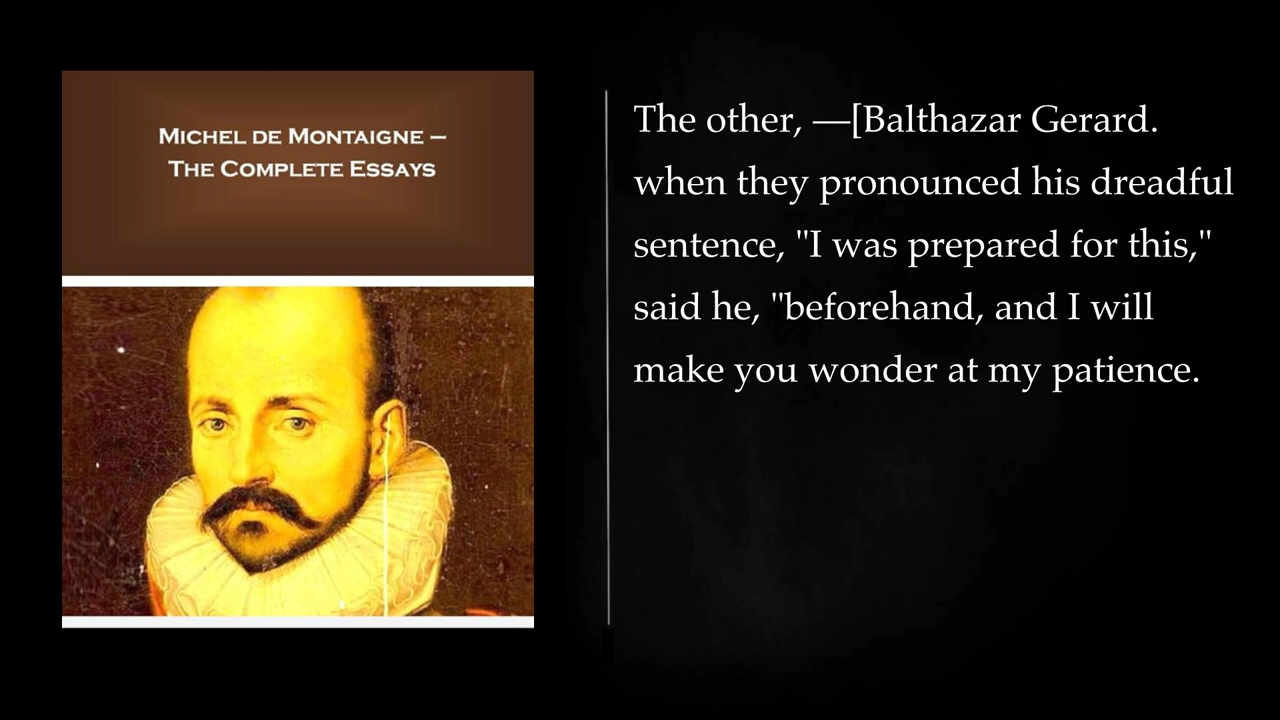 Michel de Montaigne –
The Complete Essays
The other, —[Balthazar Gerard.
when they pronounced his dreadful
sentence, "I was prepared for this,"
said he, "beforehand, and I will
make you wonder at my patience.